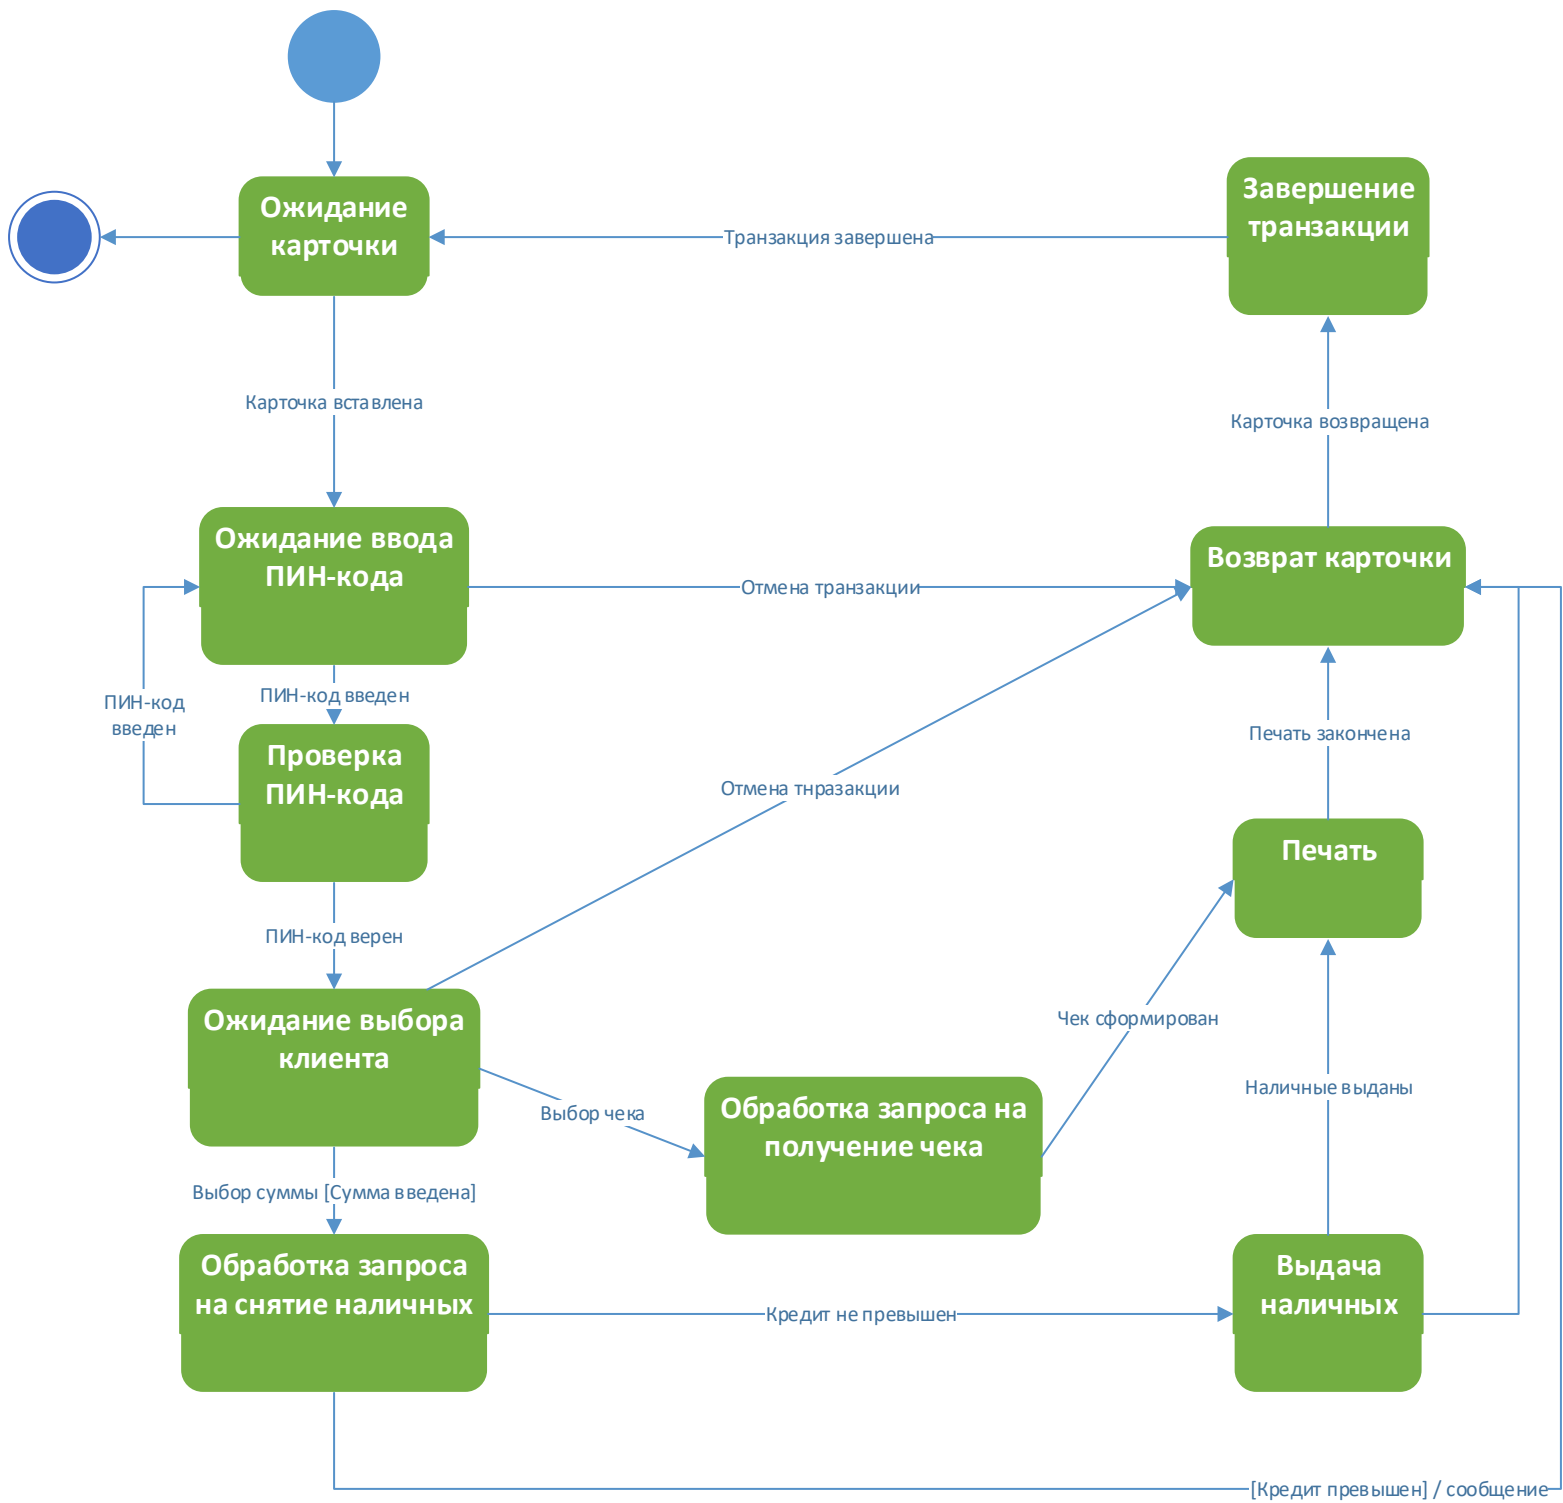 Ожидание
карточки
Завершение
транзакции
Транзакция завершена
Карточка вставлена
Карточка возвращена
Ожидание ввода
ПИН-кода
Отмена транзакции
Возврат карточки
ПИН-код введен
ПИН-код
введен
Проверка
ПИН-кода
Печать закончена
Отмена тнразакции
Печать
ПИН-код верен
Ожидание выбора
клиента
Чек сформирован
Выбор чека
Обработка запроса на
получение чека
Наличные выданы
Выбор суммы [Сумма введена]
Обработка запроса
на снятие наличных
Кредит не превышен
Выдача
наличных
[Кредит превышен] / сообщение